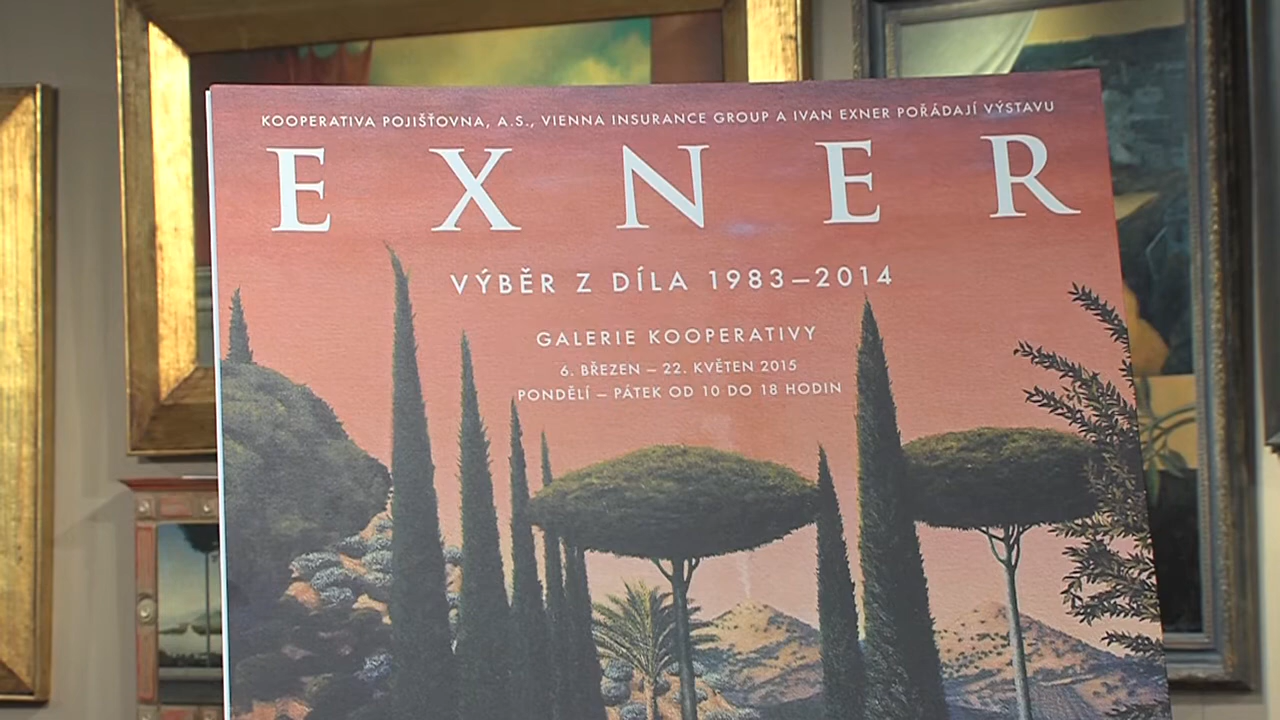 KOOPERATIVA POJIŠŤOVNA, A.S., VIENNA INSURANCE GROUP A IVAN EXNER POŘÁDAJÍ VÝSTAVU
EXNER
VÝBĚR Z DÍLA 1983–2014
GALERIE KOOPERATIVY
6. BŘEZEN – 22. KVĚTEN 2015
PONDĚLÍ – PÁTEK OD 10 DO 18 HODIN